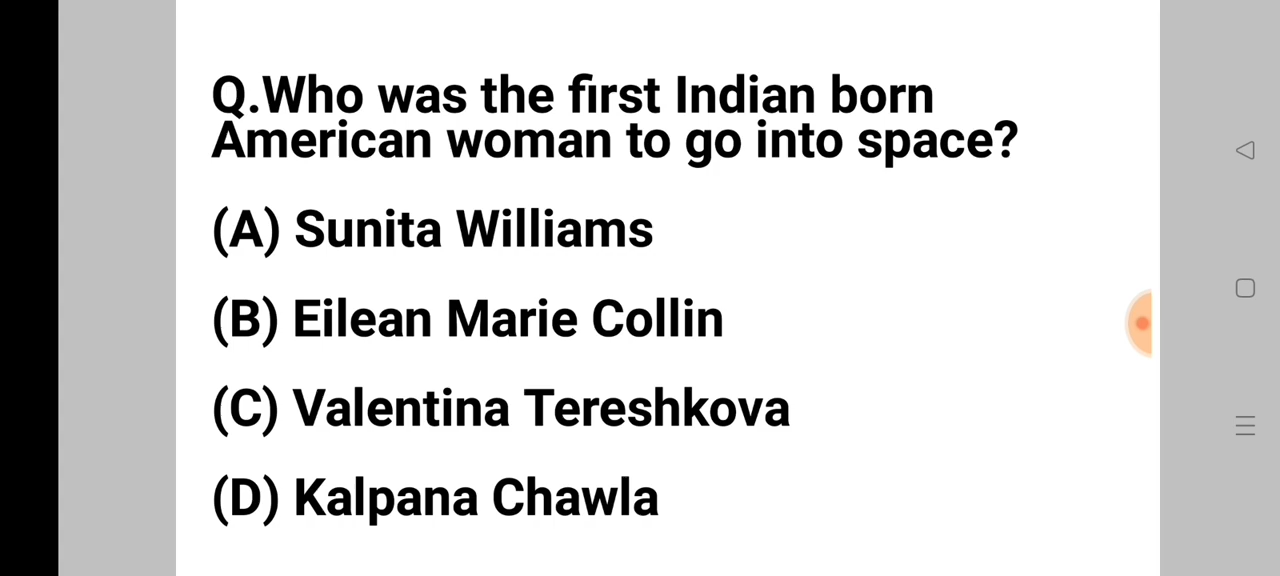 Q.Who was the first Indian born
American woman to go into space?
(A) Sunita Williams
(B) Eilean Marie Collin
(C) Valentina Tereshkova
(D) Kalpana Chawla